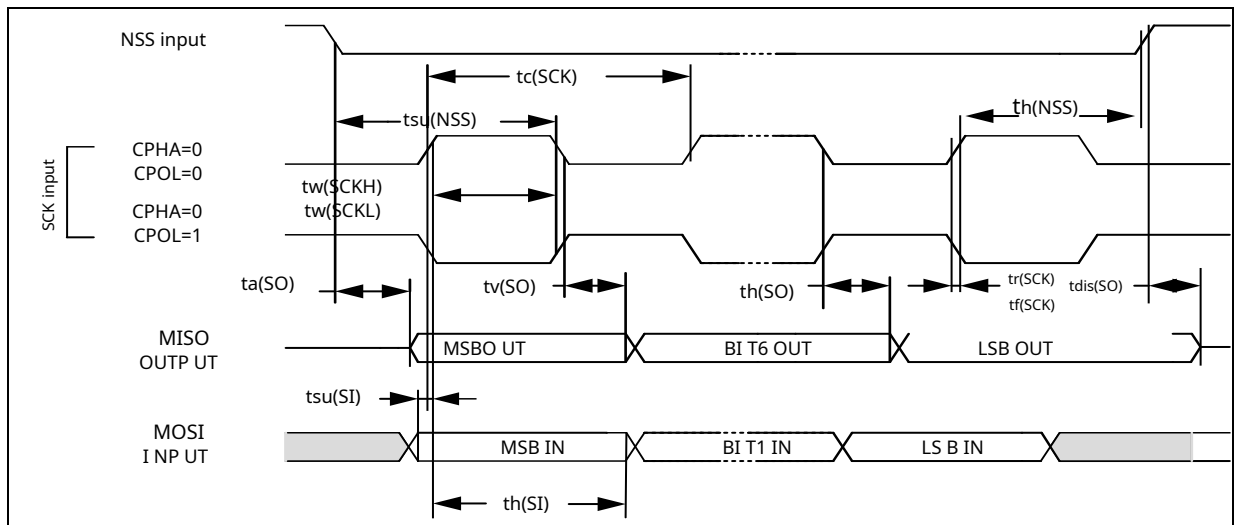 NSS input
tc(SCK)
tsu(NSS)
th(NSS)
SCK input
CPHA=0
CPOL=0
CPHA=0
CPOL=1
tw(SCKH)
tw(SCKL)
ta(SO)
tv(SO)
th(SO)
tr(SCK)
tf(SCK)
tdis(SO)
MISO
OUTP UT
MSBO UT
BI T6 OUT
LSB OUT
tsu(SI)
MOSI
I NP UT
MSB IN
BI T1 IN
LS B IN
th(SI)